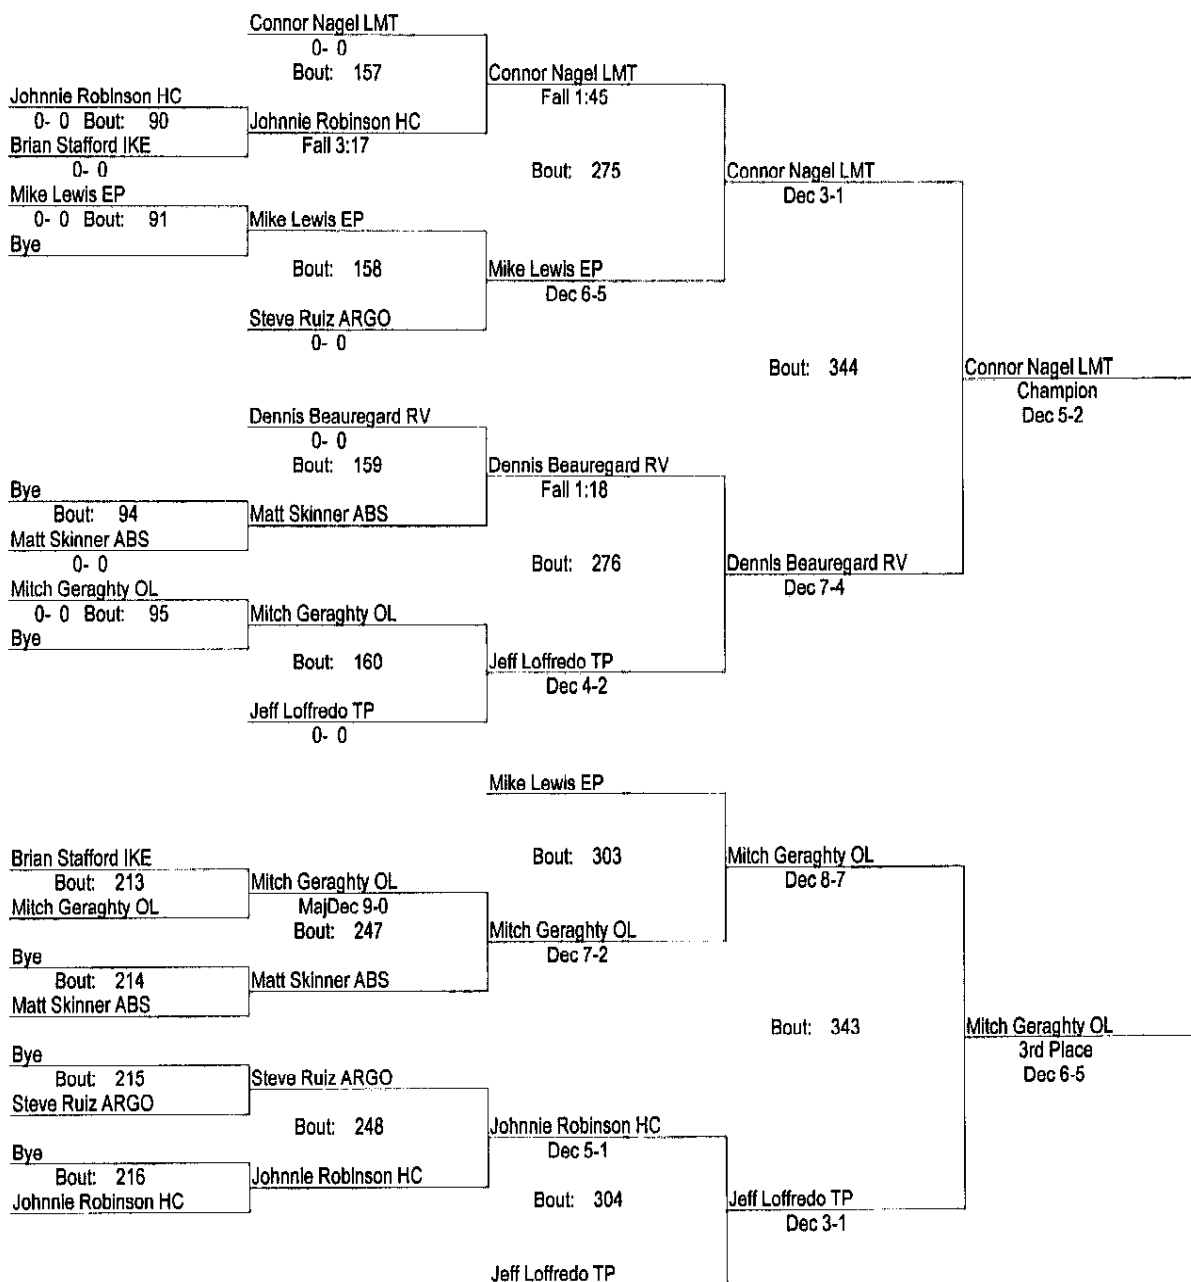 Connor Nagel LMT
0- 0
Bout: 157
Connor Nagel LMT
Fall 1:45
Johnnie Robinson HC
0- 0 Bout: 90
Johnnie Robinson HC
Fall 3:17
Brian Stafford IKE
0- 0
Bout: 275
Connor Nagel LMT
Dec 3-1
Mike Lewis EP
0- 0 Bout: 91
Mike Lewis EP
Bye
Bout: 158
Mike Lewis EP
Dec 6-5
Steve Ruiz ARGO
0- 0
Bout: 344
Connor Nagel LMT
Champion
Dec 5-2
Dennis Beauregard RV
0- 0
Bout: 159
Dennis Beauregard RV
Fall 1:18
Bye
Bout: 94
Matt Skinner ABS
Matt Skinner ABS
0- 0
Bout: 276
Dennis Beauregard RV
Dec 7-4
Mitch Geraghty OL
0- 0 Bout: 95
Mitch Geraghty OL
Bye
Bout: 160
Jeff Loffredo TP
Dec 4-2
Jeff Loffredo TP
0- 0
Mike Lewis EP
Bout: 303
Mitch Geraghty OL
Dec 8-7
Brian Stafford IKE
Bout: 213
Mitch Geraghty OL
MajDec 9-0
Mitch Geraghty OL
Bout: 247
Mitch Geraghty OL
Dec 7-2
Bye
Bout: 214
Matt Skinner ABS
Matt Skinner ABS
Bout: 343
Mitch Geraghty OL
3rd Place
Dec 6-5
Bye
Bout: 215
Steve Ruiz ARGO
Steve Ruiz ARGO
Bout: 248
Johnnie Robinson HC
Dec 5-1
Bye
Bout: 216
Johnnie Robinson HC
Johnnie Robinson HC
Bout: 304
Jeff Loffredo TP
Dec 3-1
Jeff Loffredo TP